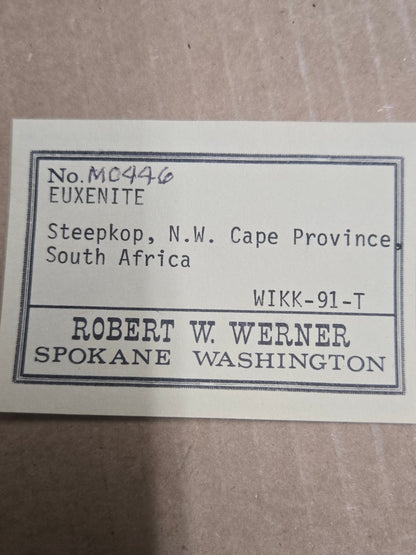 No. M0446
EUXENITE
Steepkop, N.W. Cape Province,
South Africa
WIKK-91-T
ROBERT W. WERNER
SPOKANE WASHINGTON